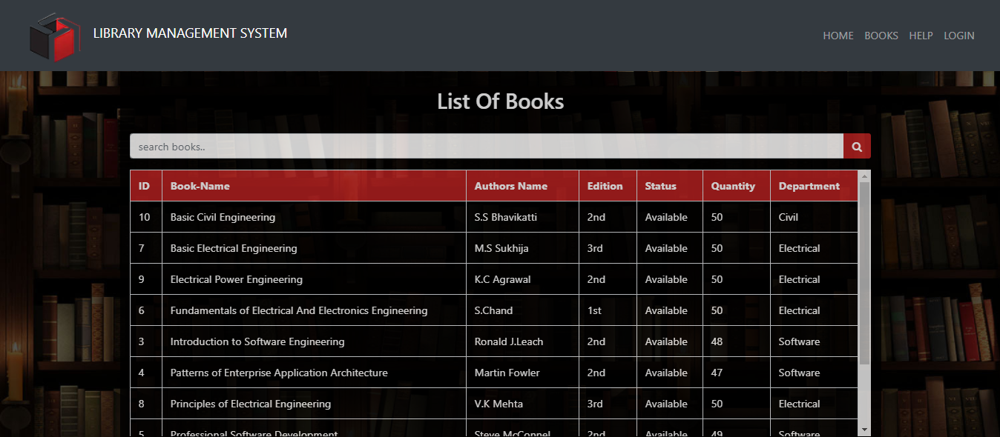 LIBRARY MANAGEMENT SYSTEM
HOME BOOKS HELP LOGIN
List Of Books
search books..
ID Book-Name Authors Name Edition Status Quantity Department
10 Basic Civil Engineering S.S Bhavikatti 2nd Available 50 Civil
7 Basic Electrical Engineering M.S Sukhija 3rd Available 50 Electrical
9 Electrical Power Engineering K.C Agrawal 2nd Available 50 Electrical
6 Fundamentals of Electrical And Electronics Engineering S.Chand 1st Available 50 Electrical
3 Introduction to Software Engineering Ronald J.Leach 2nd Available 48 Software
4 Patterns of Enterprise Application Architecture Martin Fowler 2nd Available 47 Software
8 Principles of Electrical Engineering V.K Mehta 3rd Available 50 Electrical
5 Professional Software Development Steve McConnel 2nd Available 49 Software